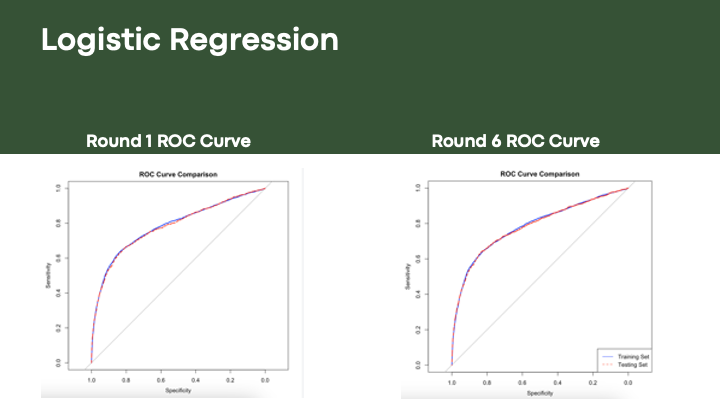 Logistic Regression
Round 1 ROC Curve
Round 6 ROC Curve
ROC Curve Comparison
Sensitivity
1.0
0.8
0.6
0.4
0.2
0.0
1.0 0.8 0.6 0.4 0.2 0.0
Specificity
ROC Curve Comparison
Sensitivity
1.0
0.8
0.6
0.4
0.2
0.0
Training Set
Testing Set
1.0 0.8 0.6 0.4 0.2 0.0
Specificity